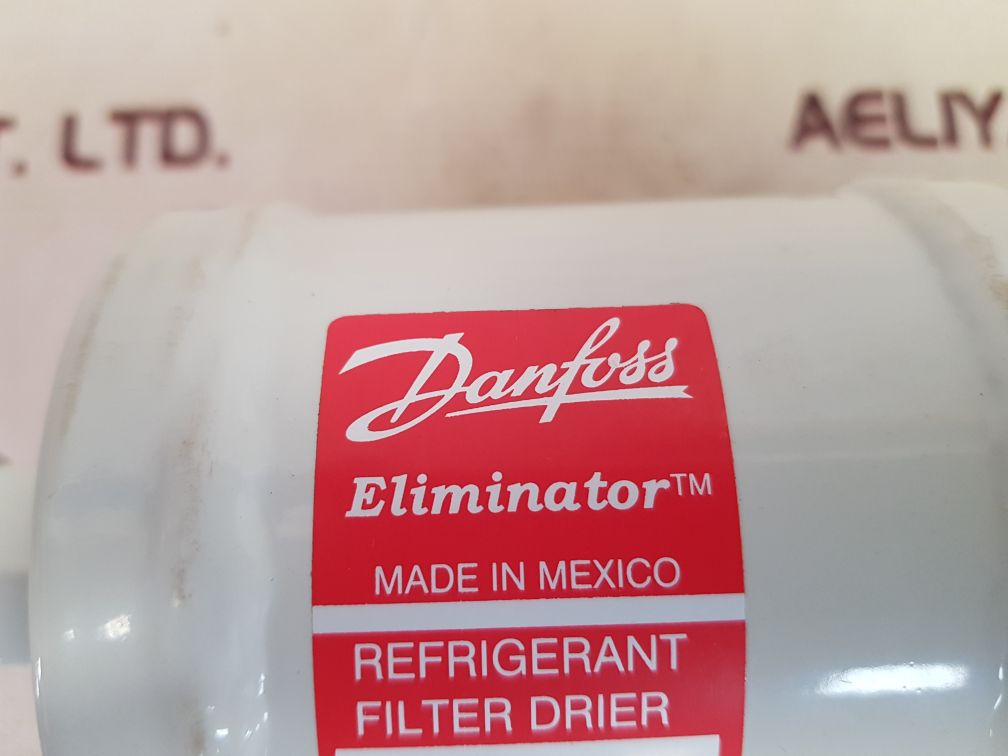 T. LTD.
AELIY
Danfoss
Eliminator™
MADE IN MEXICO
REFRIGERANT
FILTER DRIER